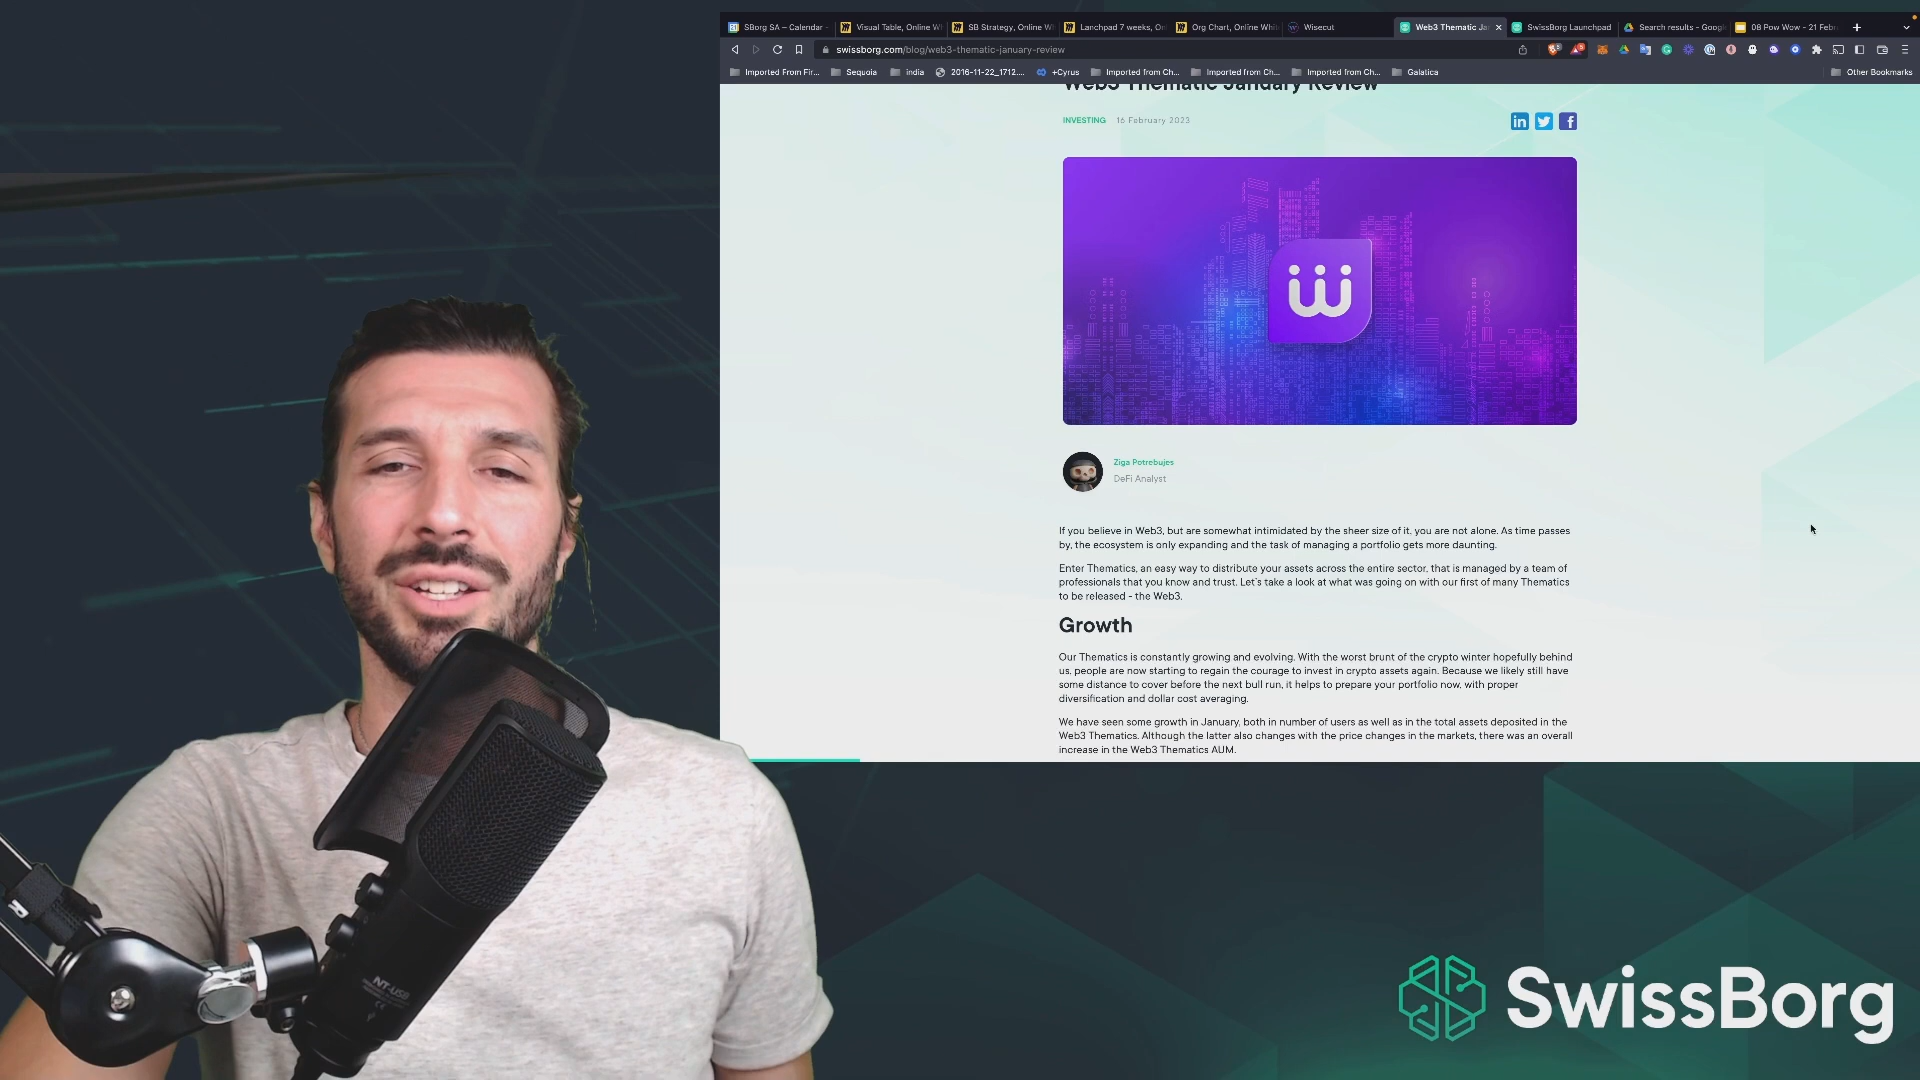 SBorg SA – Calendar -
Visual Table, Online Wh
SB Strategy, Online Wh
Lanchpad 7 weeks, On
Org Chart, Online Whit
Wisecut
Web3 Thematic Ja
SwissBorg Launchpad
Search results - Googl
08 Pow Wow - 21 Febr
swissborg.com/blog/web3-thematic-january-review
Imported From Fir...
Sequoia
india
2016-11-22_1712....
+Cyrus
Imported from Ch...
Imported from Ch...
Imported from Ch...
Galatica
Other Bookmarks
Web3 Thematic January Review
INVESTING 16 February 2023
Ziga Potrebujes
DeFi Analyst
If you believe in Web3, but are somewhat intimidated by the sheer size of it, you are not alone. As time passes
by, the ecosystem is only expanding and the task of managing a portfolio gets more daunting.
Enter Thematics, an easy way to distribute your assets across the entire sector, that is managed by a team of
professionals that you know and trust. Let's take a look at what was going on with our first of many Thematics
to be released - the Web3.
Growth
Our Thematics is constantly growing and evolving. With the worst brunt of the crypto winter hopefully behind
us, people are now starting to regain the courage to invest in crypto assets again. Because we likely still have
some distance to cover before the next bull run, it helps to prepare your portfolio now, with proper
diversification and dollar cost averaging.
We have seen some growth in January, both in number of users as well as in the total assets deposited in the
Web3 Thematics. Although the latter also changes with the price changes in the markets, there was an overall
increase in the Web3 Thematics AUM.
NT-USB
SwissBorg